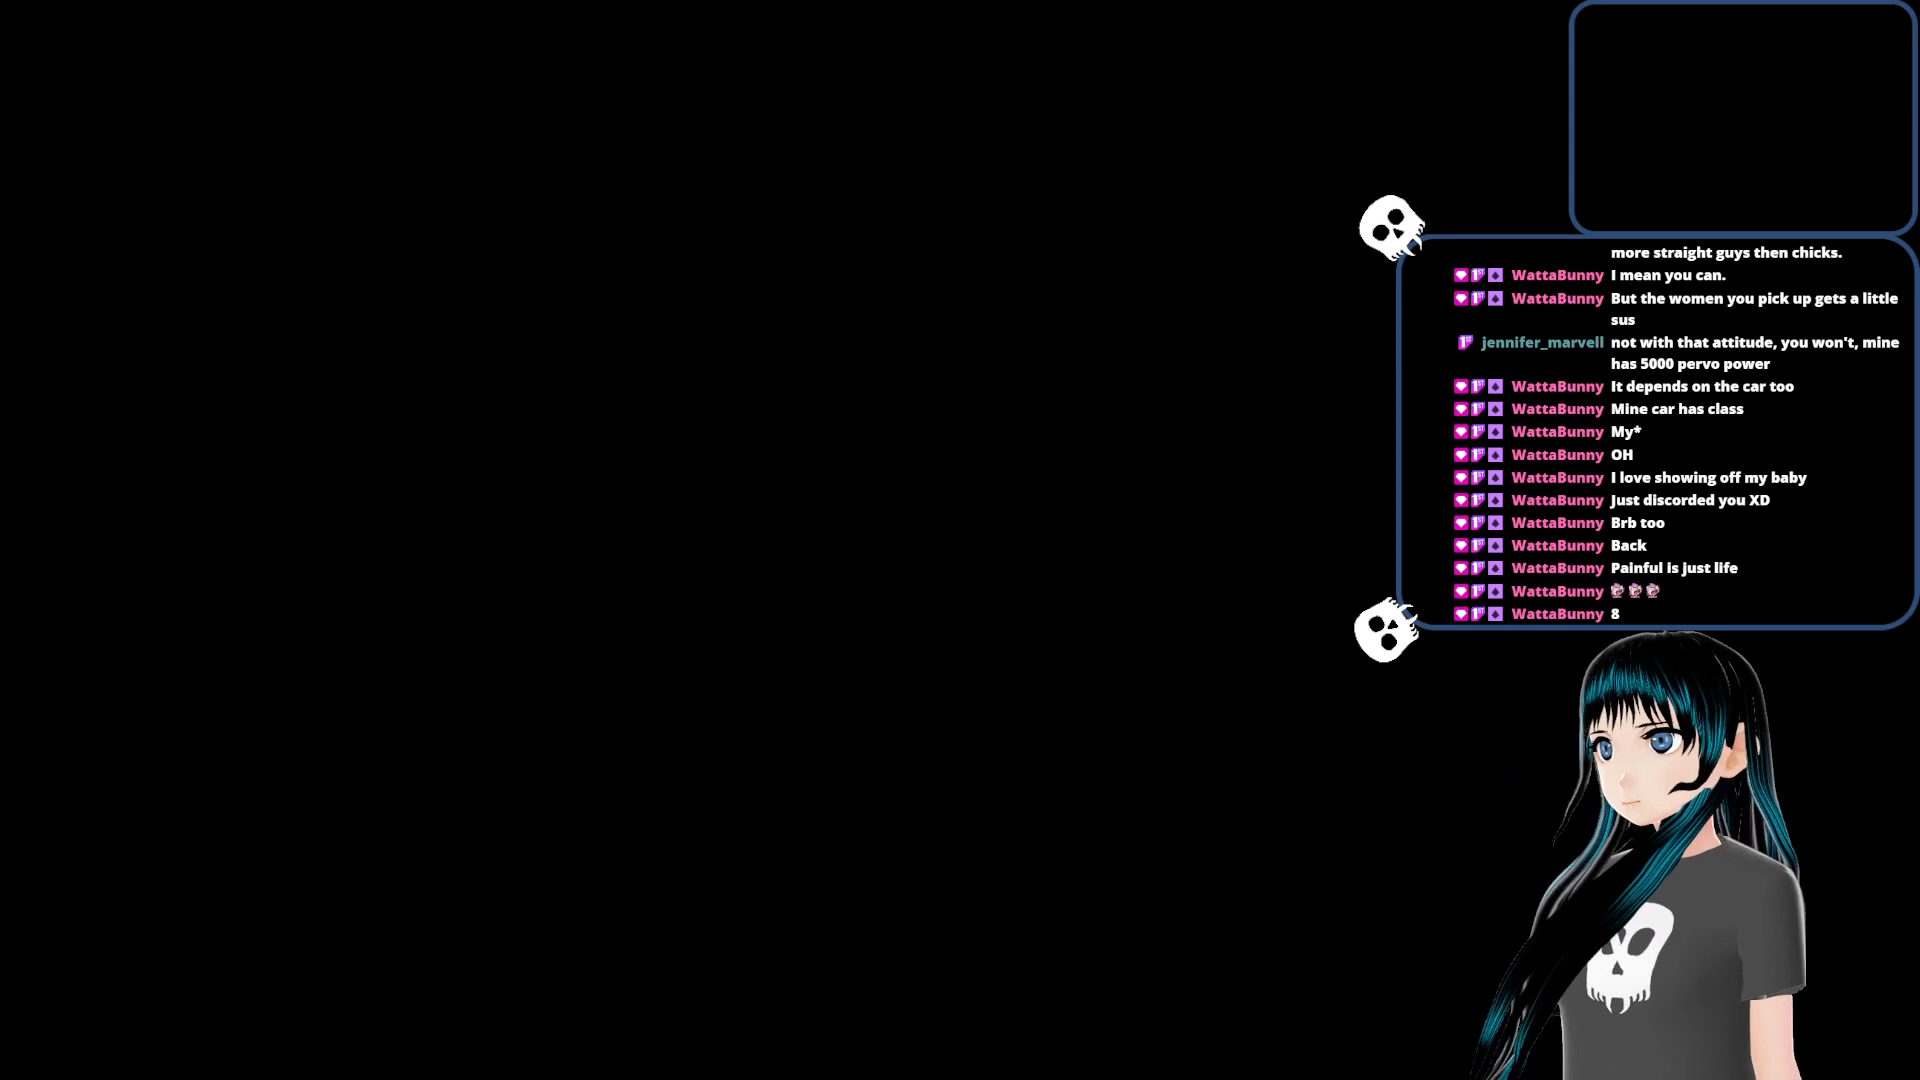 more straight guys then chicks.
WattaBunny I mean you can.
WattaBunny But the women you pick up gets a little
sus
jennifer_marvell not with that attitude, you won't, mine
has 5000 pervo power
WattaBunny It depends on the car too
WattaBunny Mine car has class
WattaBunny My*
WattaBunny OH
WattaBunny I love showing off my baby
WattaBunny Just discorded you XD
WattaBunny Brb too
WattaBunny Back
WattaBunny Painful is just life
WattaBunny
WattaBunny 8